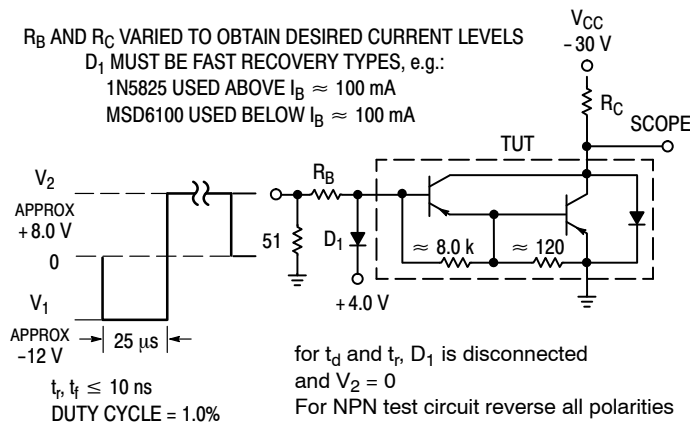 R_B AND R_C VARIED TO OBTAIN DESIRED CURRENT LEVELS
D₁ MUST BE FAST RECOVERY TYPES, e.g.:
1N5825 USED ABOVE I_B ≈ 100 mA
MSD6100 USED BELOW I_B ≈ 100 mA
V_CC
- 30 V
R_C
SCOPE
TUT
R_B
V₂
APPROX
+8.0 V
0
V₁
APPROX
-12 V
25 μs
t_r, t_f ≤ 10 ns
DUTY CYCLE = 1.0%
51
D₁
+4.0 V
≈ 8.0 k
≈ 120
for t_d and t_r, D₁ is disconnected
and V₂ = 0
For NPN test circuit reverse all polarities